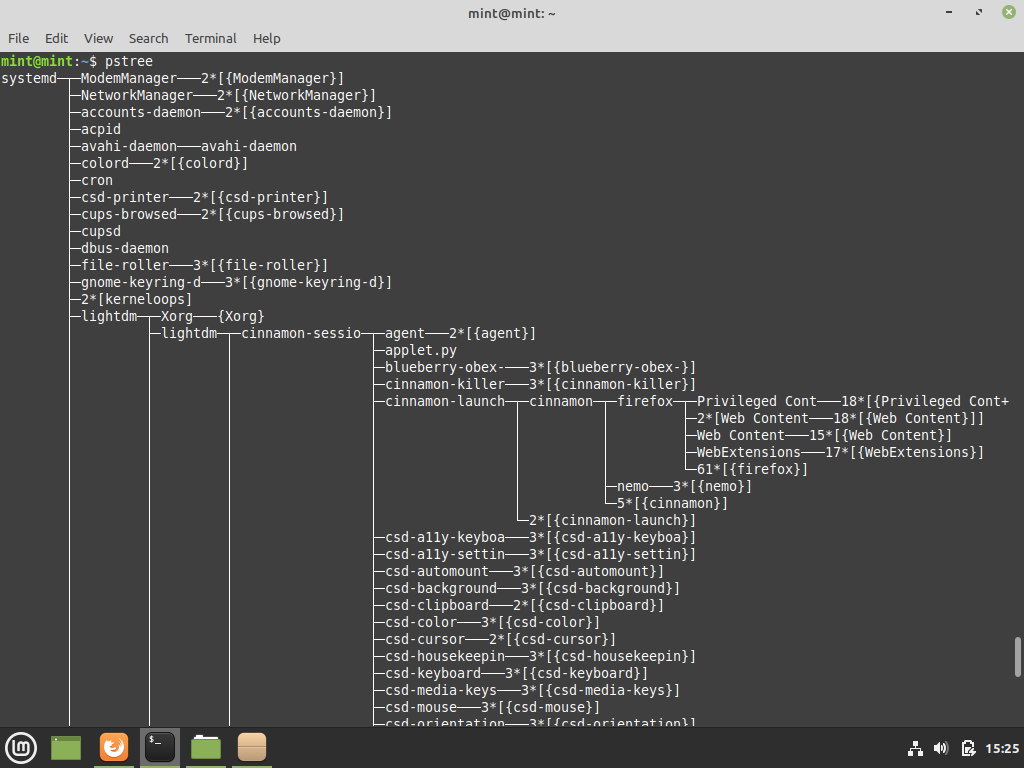 mint@mint: ~
File Edit View Search Terminal Help
mint@mint:~$ pstree
systemd─┬─ModemManager───2*[{ModemManager}]
├─NetworkManager───2*[{NetworkManager}]
├─accounts-daemon───2*[{accounts-daemon}]
├─acpid
├─avahi-daemon───avahi-daemon
├─colord───2*[{colord}]
├─cron
├─csd-printer───2*[{csd-printer}]
├─cups-browsed───2*[{cups-browsed}]
├─cupsd
├─dbus-daemon
├─file-roller───3*[{file-roller}]
├─gnome-keyring-d───3*[{gnome-keyring-d}]
├─2*[kerneloops]
├─lightdm─┬─Xorg───{Xorg}
│ ├─lightdm─┬─cinnamon-sessio─┬─agent───2*[{agent}]
├─applet.py
├─blueberry-obex-───3*[{blueberry-obex-}]
├─cinnamon-killer───3*[{cinnamon-killer}]
├─cinnamon-launch─┬─cinnamon─┬─firefox─┬─Privileged Cont───18*[{Privileged Cont+
├─2*[Web Content───18*[{Web Content}]]
├─Web Content───15*[{Web Content}]
├─WebExtensions───17*[{WebExtensions}]
└─61*[{firefox}]
├─nemo───3*[{nemo}]
└─5*[{cinnamon}]
└─2*[{cinnamon-launch}]
├─csd-a11y-keyboa───3*[{csd-a11y-keyboa}]
├─csd-a11y-settin───3*[{csd-a11y-settin}]
├─csd-automount───3*[{csd-automount}]
├─csd-background───3*[{csd-background}]
├─csd-clipboard───2*[{csd-clipboard}]
├─csd-color───3*[{csd-color}]
├─csd-cursor───2*[{csd-cursor}]
├─csd-housekeepin───3*[{csd-housekeepin}]
├─csd-keyboard───3*[{csd-keyboard}]
├─csd-media-keys───3*[{csd-media-keys}]
├─csd-mouse───3*[{csd-mouse}]
├─csd-orientation───3*[{csd-orientation}]
$_
15:25